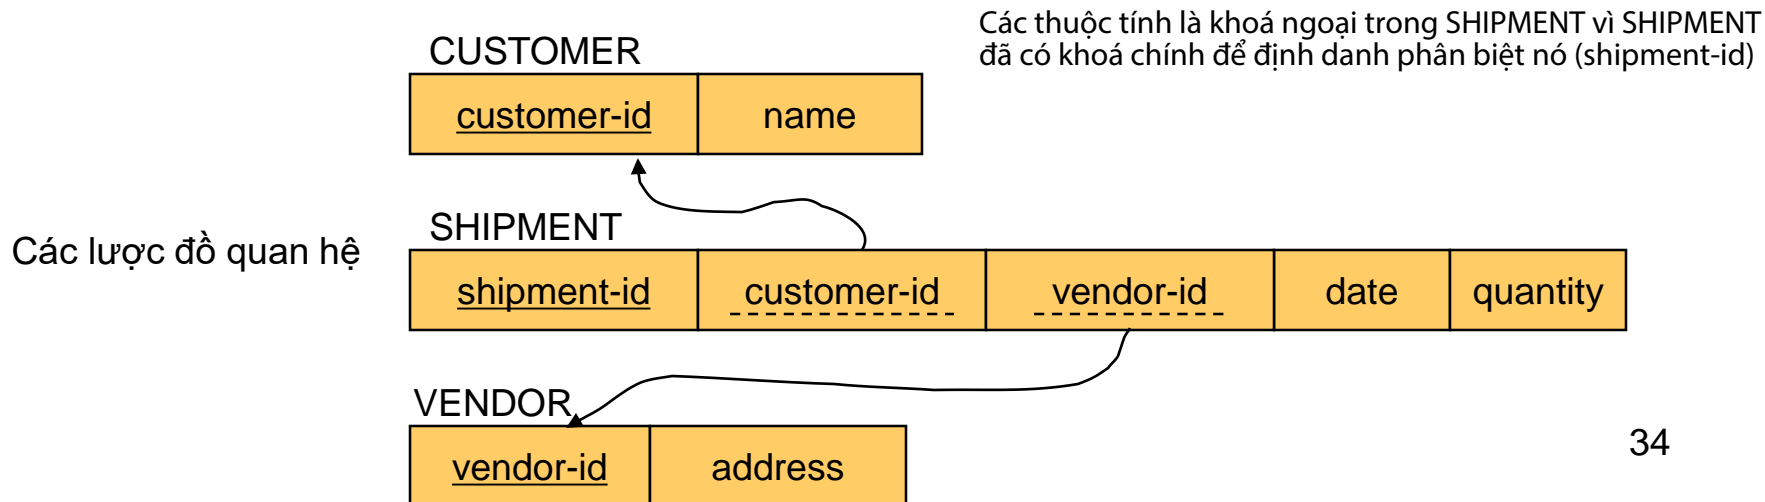 Các thuộc tính là khoá ngoại trong SHIPMENT vì SHIPMENT
đã có khoá chính để định danh phân biệt nó (shipment-id)
CUSTOMER
customer-id name
Các lược đồ quan hệ
SHIPMENT
shipment-id customer-id vendor-id date quantity
VENDOR
vendor-id address
34